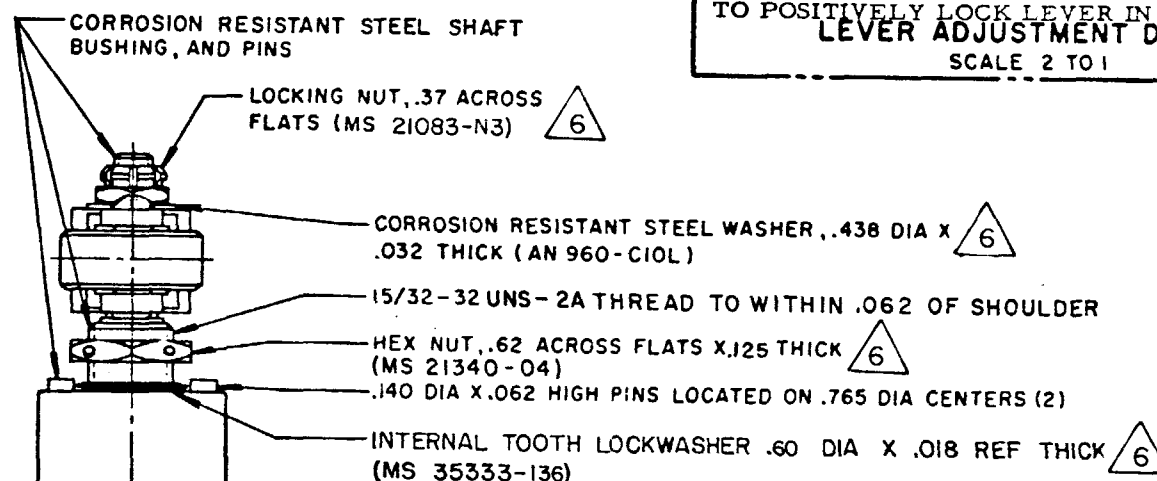 CORROSION RESISTANT STEEL SHAFT
BUSHING, AND PINS
TO POSITIVELY LOCK LEVER IN
LEVER ADJUSTMENT D
SCALE 2 TO 1
LOCKING NUT, .37 ACROSS
FLATS (MS 21083-N3) 6
CORROSION RESISTANT STEEL WASHER, .438 DIA X
.032 THICK (AN 960-C10L) 6
15/32-32 UNS-2A THREAD TO WITHIN .062 OF SHOULDER
HEX NUT, .62 ACROSS FLATS X .125 THICK 6
(MS 21340-04)
.140 DIA X .062 HIGH PINS LOCATED ON .765 DIA CENTERS (2)
INTERNAL TOOTH LOCKWASHER .60 DIA X .018 REF THICK 6
(MS 35333-136)